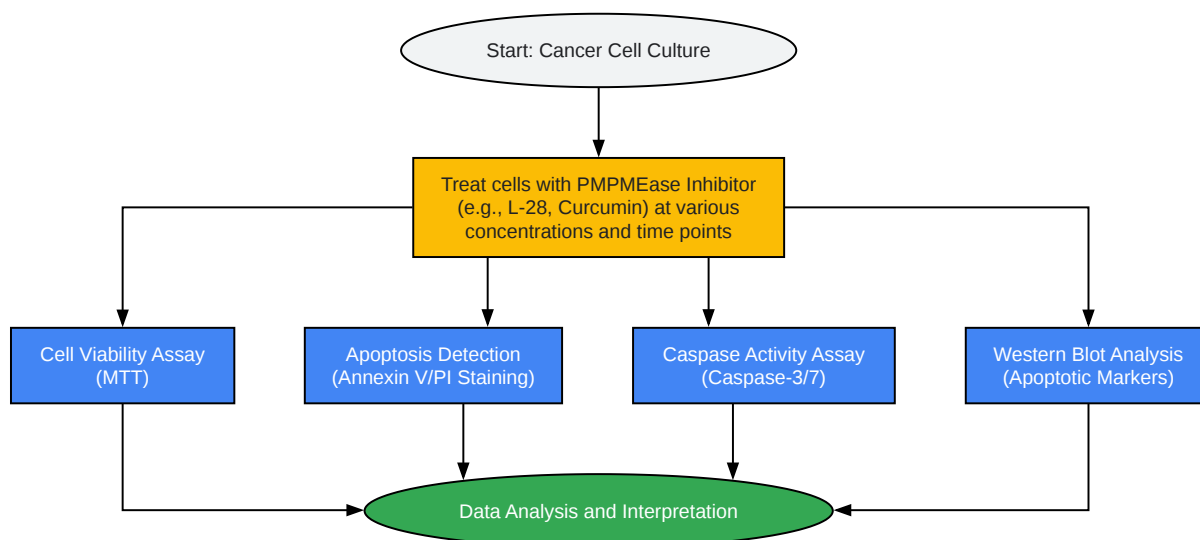 Start: Cancer Cell Culture
Treat cells with PMPMEase Inhibitor
(e.g., L-28, Curcumin) at various
concentrations and time points
Cell Viability Assay
(MTT)
Apoptosis Detection
(Annexin V/PI Staining)
Caspase Activity Assay
(Caspase-3/7)
Western Blot Analysis
(Apoptotic Markers)
Data Analysis and Interpretation